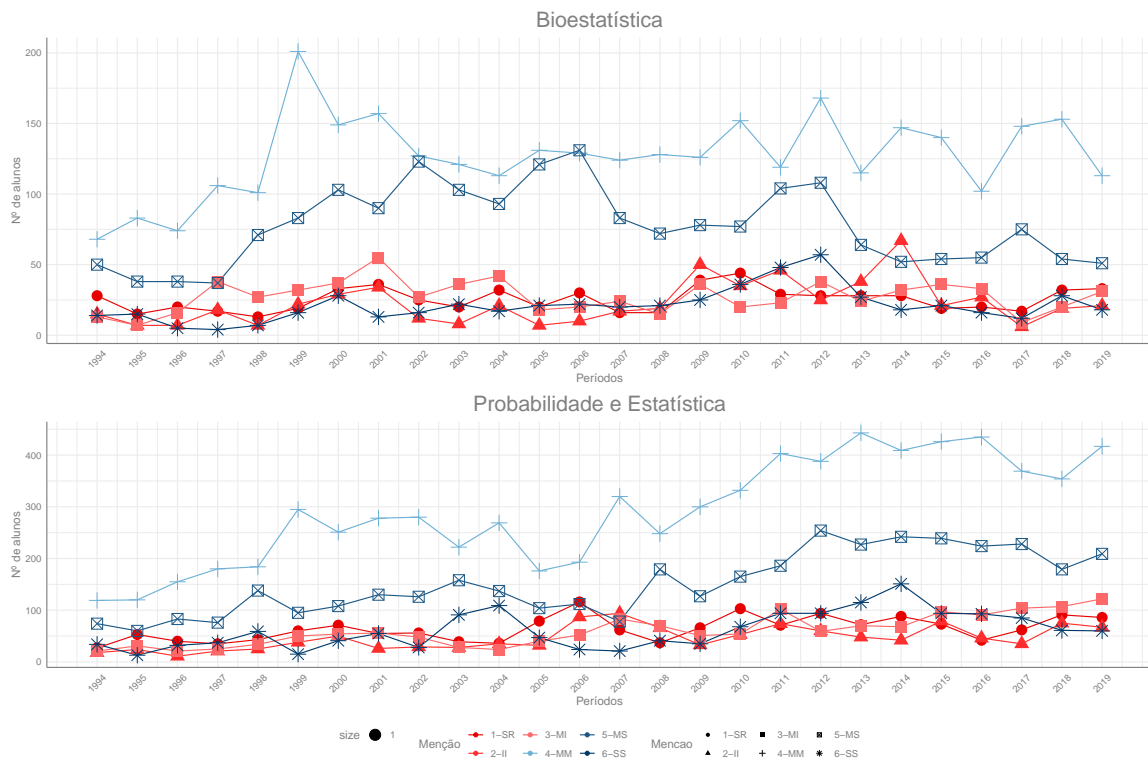 Bioestatística
200
150
100
50
0
Nº de alunos
1994 1995 1996 1997 1998 1999 2000 2001 2002 2003 2004 2005 2006 2007 2008 2009 2010 2011 2012 2013 2014 2015 2016 2017 2018 2019
Períodos
Probabilidade e Estatística
400
300
200
100
0
Nº de alunos
1994 1995 1996 1997 1998 1999 2000 2001 2002 2003 2004 2005 2006 2007 2008 2009 2010 2011 2012 2013 2014 2015 2016 2017 2018 2019
Períodos
size 1
Menção 1−SR 3−MI 5−MS
2−II 4−MM 6−SS
Mencao 1−SR 3−MI 5−MS
2−II 4−MM 6−SS